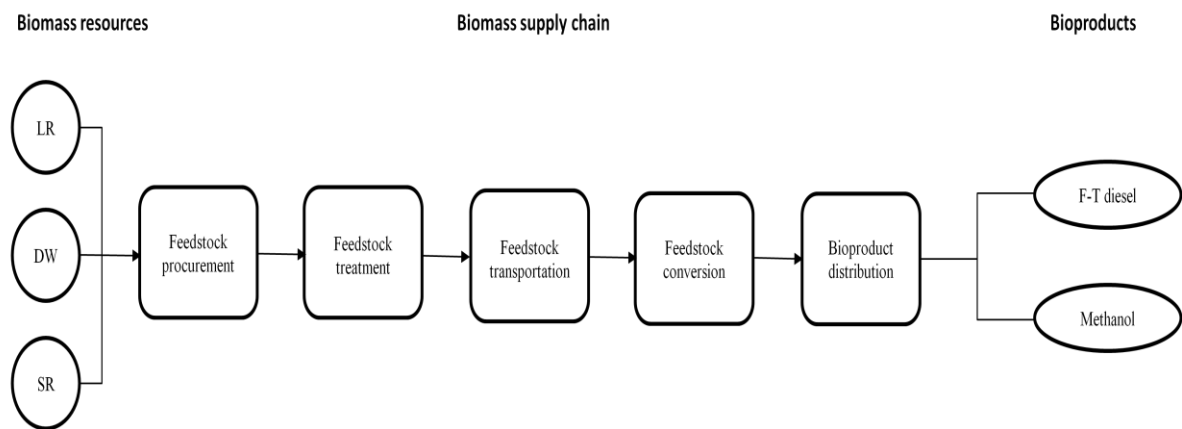 Biomass resources
Biomass supply chain
Bioproducts
LR
DW
SR
Feedstock
procurement
Feedstock
treatment
Feedstock
transportation
Feedstock
conversion
Bioproduct
distribution
F-T diesel
Methanol